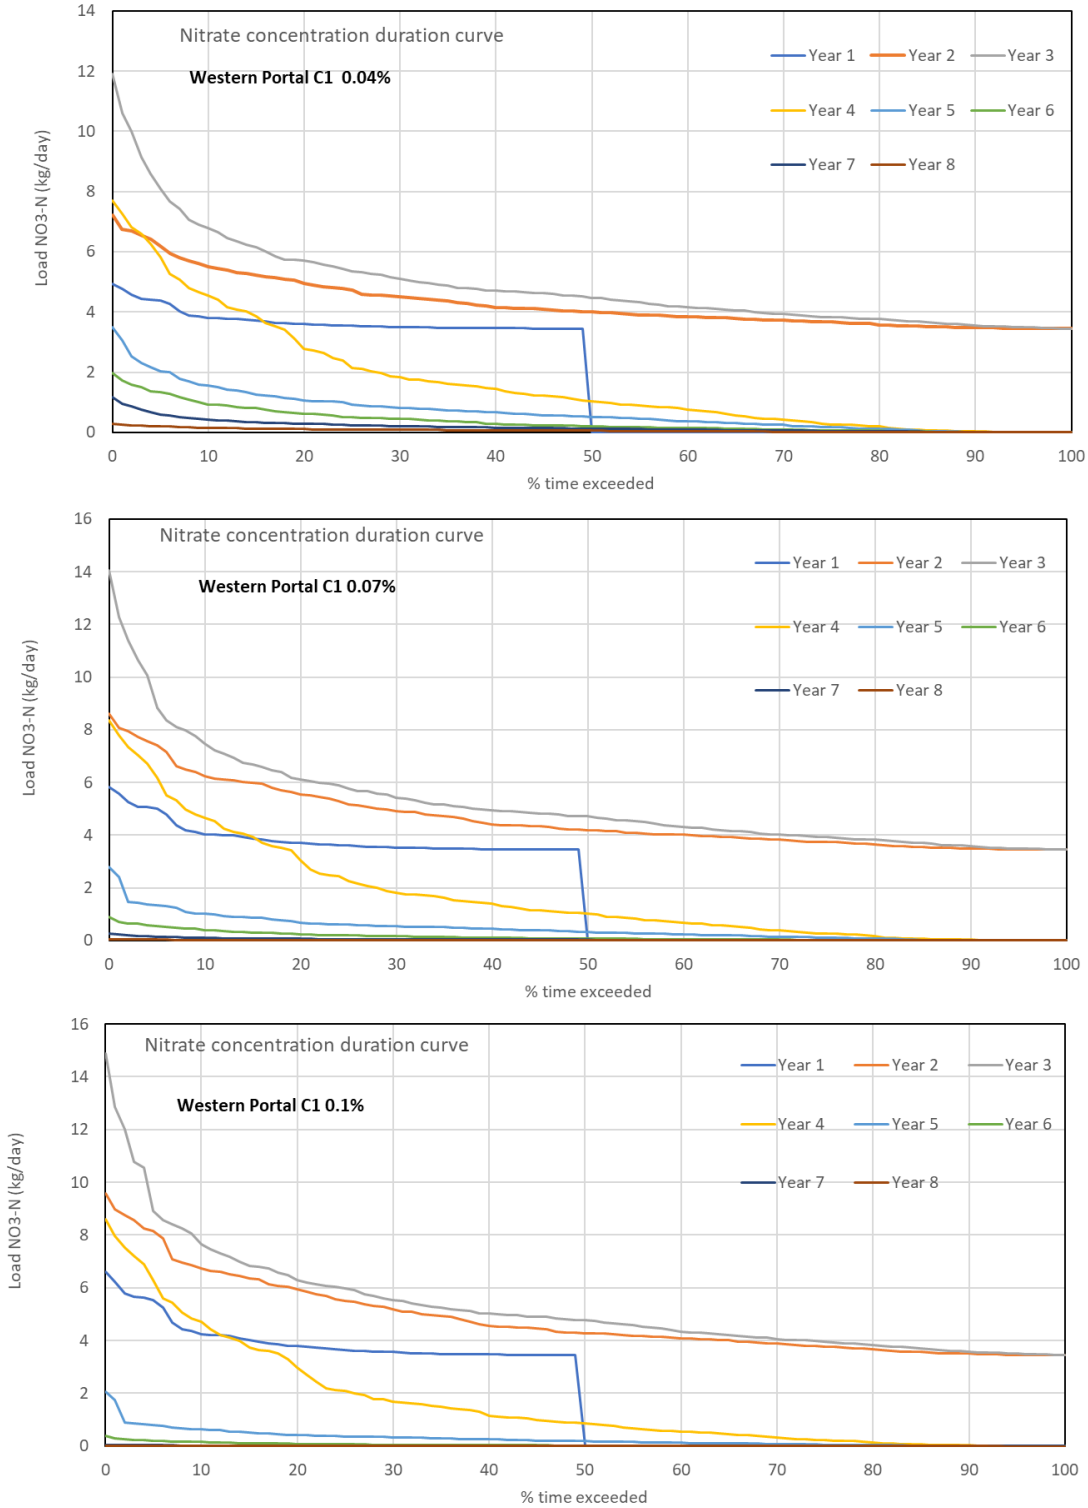 14
Nitrate concentration duration curve
Year 1 Year 2 Year 3
Western Portal C1 0.04%
12
Year 4 Year 5 Year 6
10
Year 7 Year 8
8
Load NO3-N (kg/day)
6
4
2
0
0 10 20 30 40 50 60 70 80 90 100
% time exceeded
16
Nitrate concentration duration curve
Year 1 Year 2 Year 3
14
Western Portal C1 0.07%
12
Year 4 Year 5 Year 6
10
Year 7 Year 8
Load NO3-N (kg/day)
8
6
4
2
0
0 10 20 30 40 50 60 70 80 90 100
% time exceeded
16
Nitrate concentration duration curve
Year 1 Year 2 Year 3
14
Western Portal C1 0.1%
12
Year 4 Year 5 Year 6
10
Year 7 Year 8
Load NO3-N (kg/day)
8
6
4
2
0
0 10 20 30 40 50 60 70 80 90 100
% time exceeded